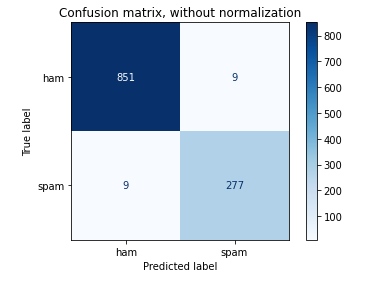 Confusion matrix, without normalization
ham
851
9
spam
9
277
ham
spam
Predicted label
True label
800
700
600
500
400
300
200
100